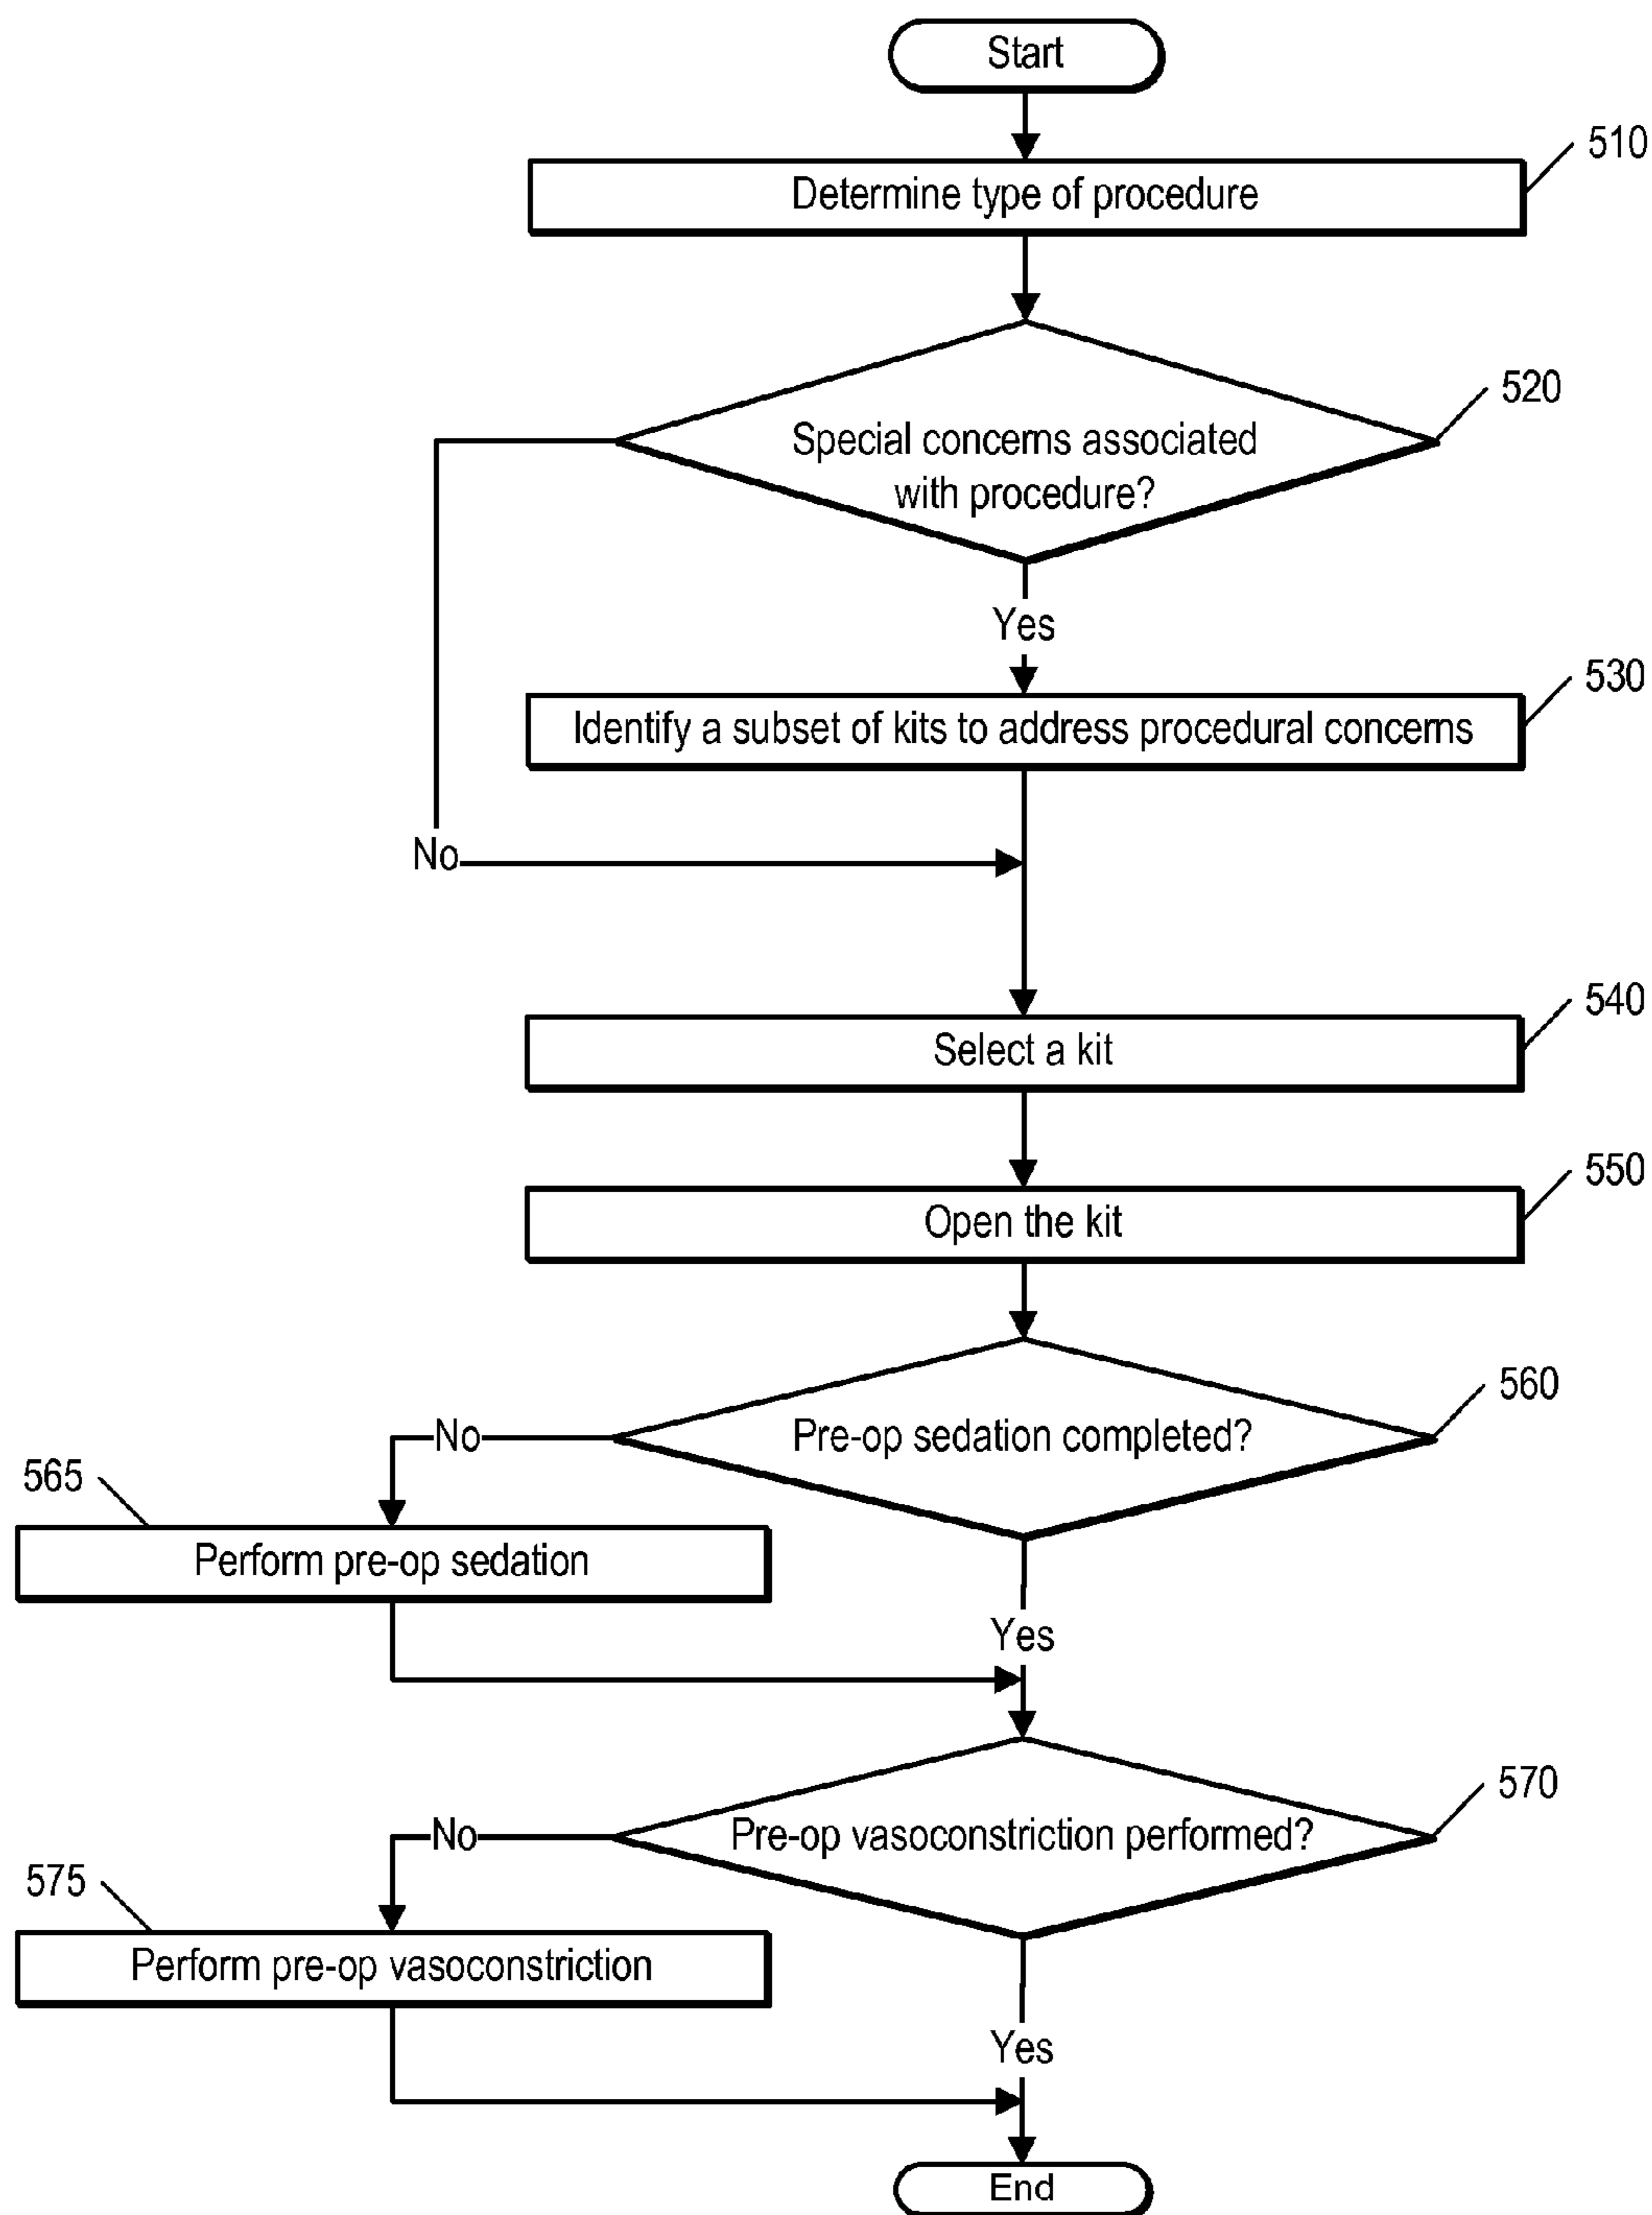 Start
510
Determine type of procedure
520
Special concerns associated
with procedure?
Yes
530
Identify a subset of kits to address procedural concerns
No
540
Select a kit
550
Open the kit
560
Pre-op sedation completed?
No
565
Perform pre-op sedation
Yes
570
Pre-op vasoconstriction performed?
No
575
Perform pre-op vasoconstriction
Yes
End